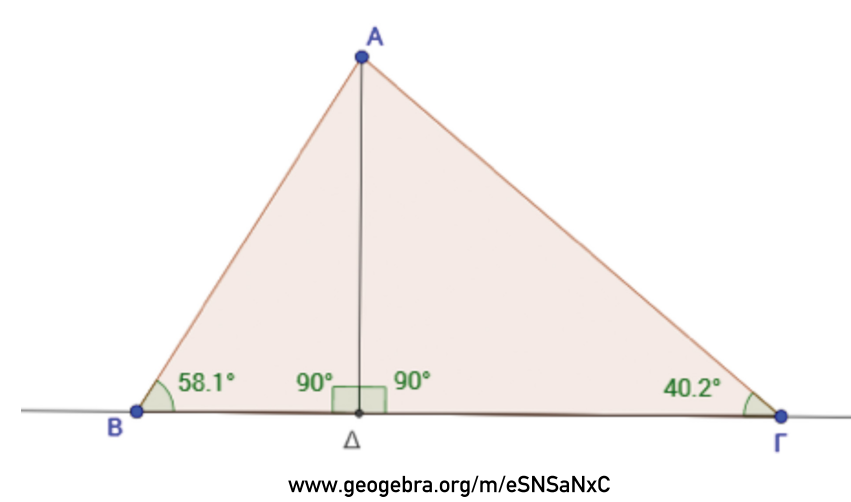 Α
58.1°
90°
90°
40.2°
Β
Δ
Γ
www.geogebra.org/m/eSNSaNxC